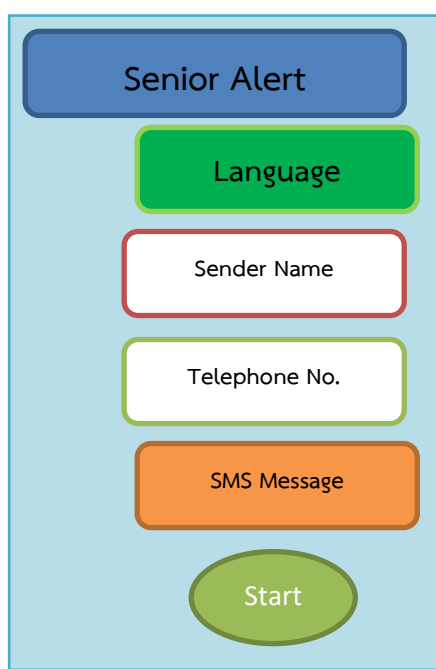 Senior Alert
Language
Sender Name
Telephone No.
SMS Message
Start